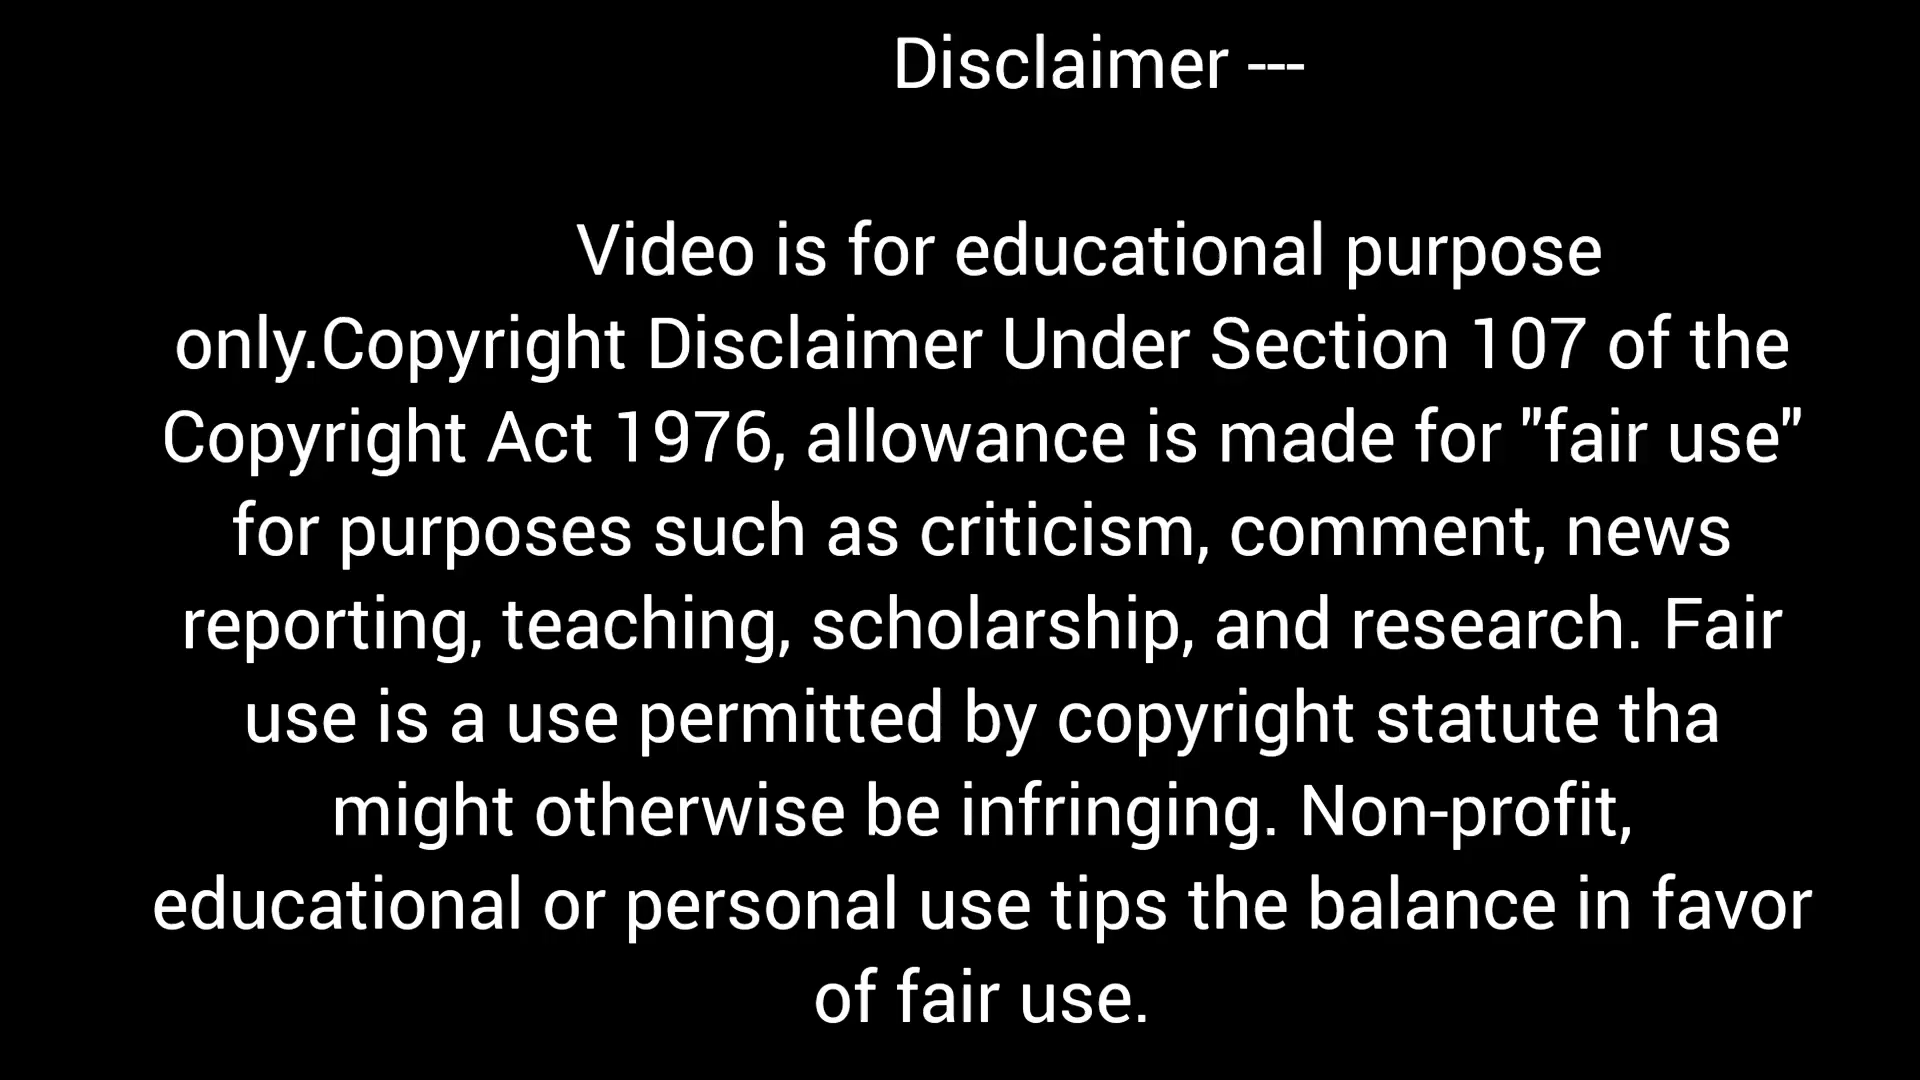 Disclaimer ---
Video is for educational purpose
only.Copyright Disclaimer Under Section 107 of the
Copyright Act 1976, allowance is made for "fair use"
for purposes such as criticism, comment, news
reporting, teaching, scholarship, and research. Fair
use is a use permitted by copyright statute tha
might otherwise be infringing. Non-profit,
educational or personal use tips the balance in favor
of fair use.